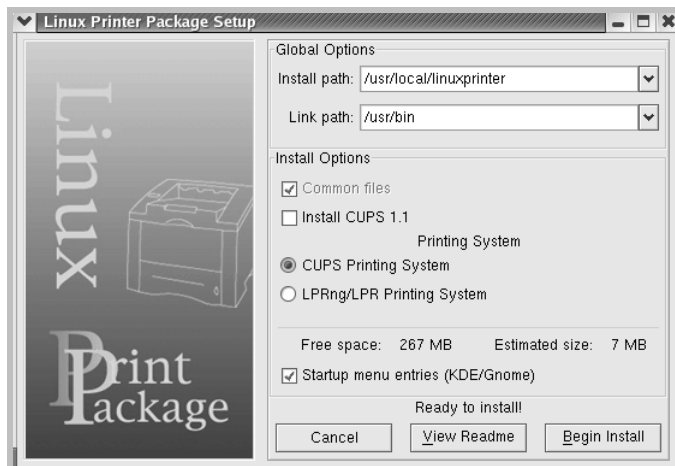 Linux Printer Package Setup
Linux
Print
Package
Global Options
Install path: /usr/local/linuxprinter
Link path: /usr/bin
Install Options
Common files
Install CUPS 1.1
Printing System
CUPS Printing System
LPRng/LPR Printing System
Free space: 267 MB Estimated size: 7 MB
Startup menu entries (KDE/Gnome)
Ready to install!
Cancel View Readme Begin Install